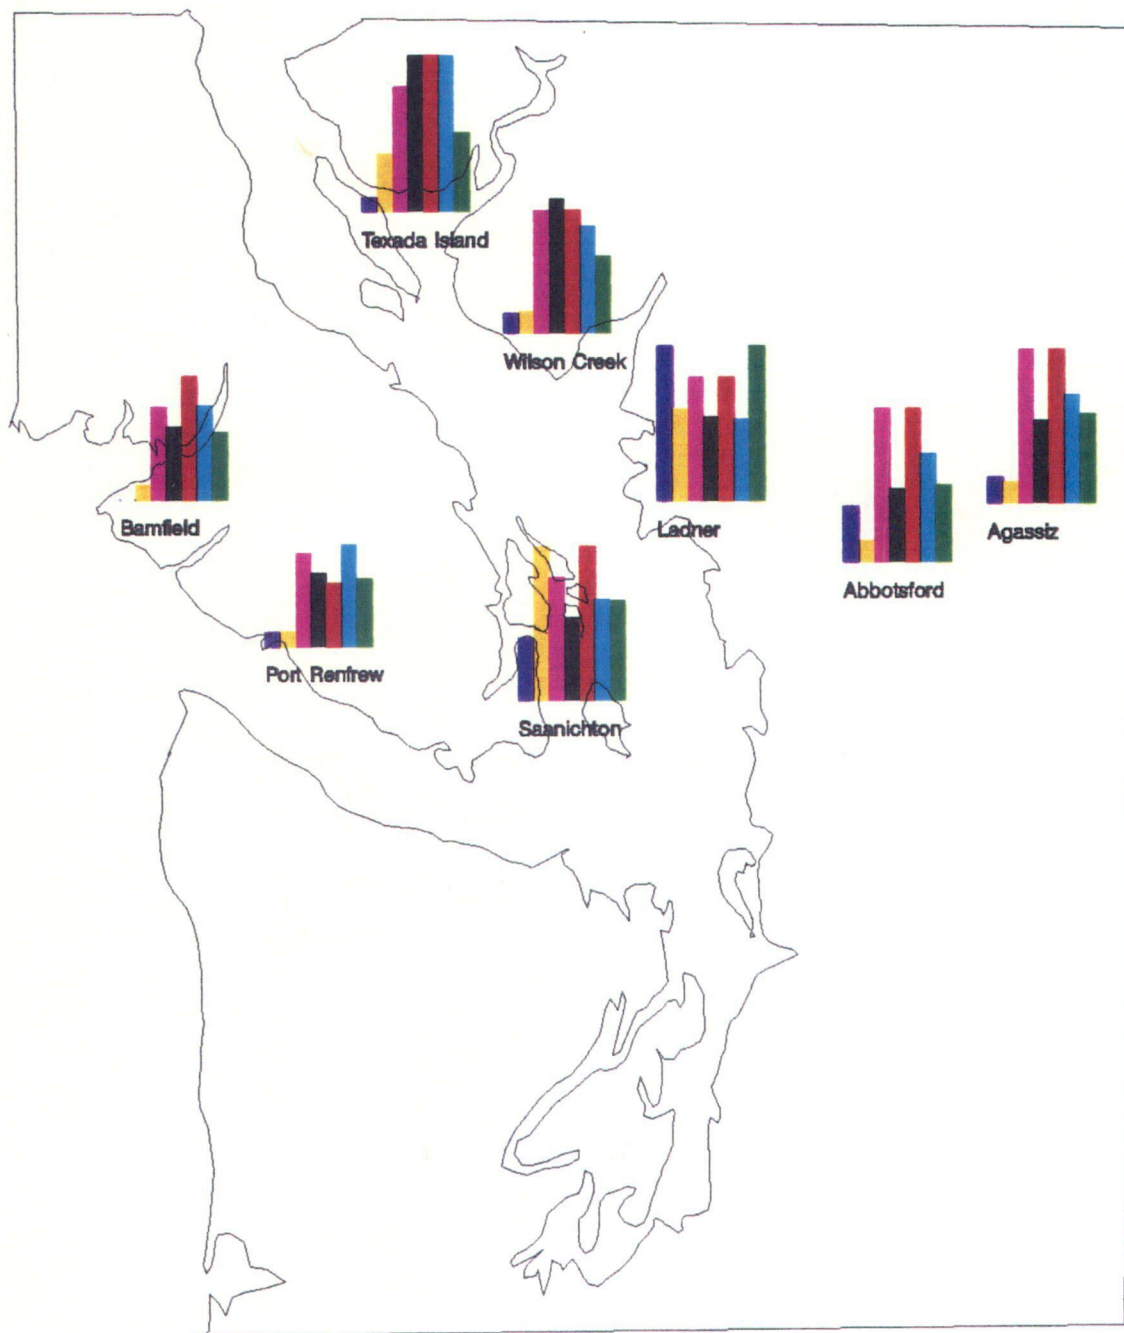 Texada Island
Wilson Creek
Bamfield
Ladner
Agassiz
Abbotsford
Port Renfrew
Saanichton